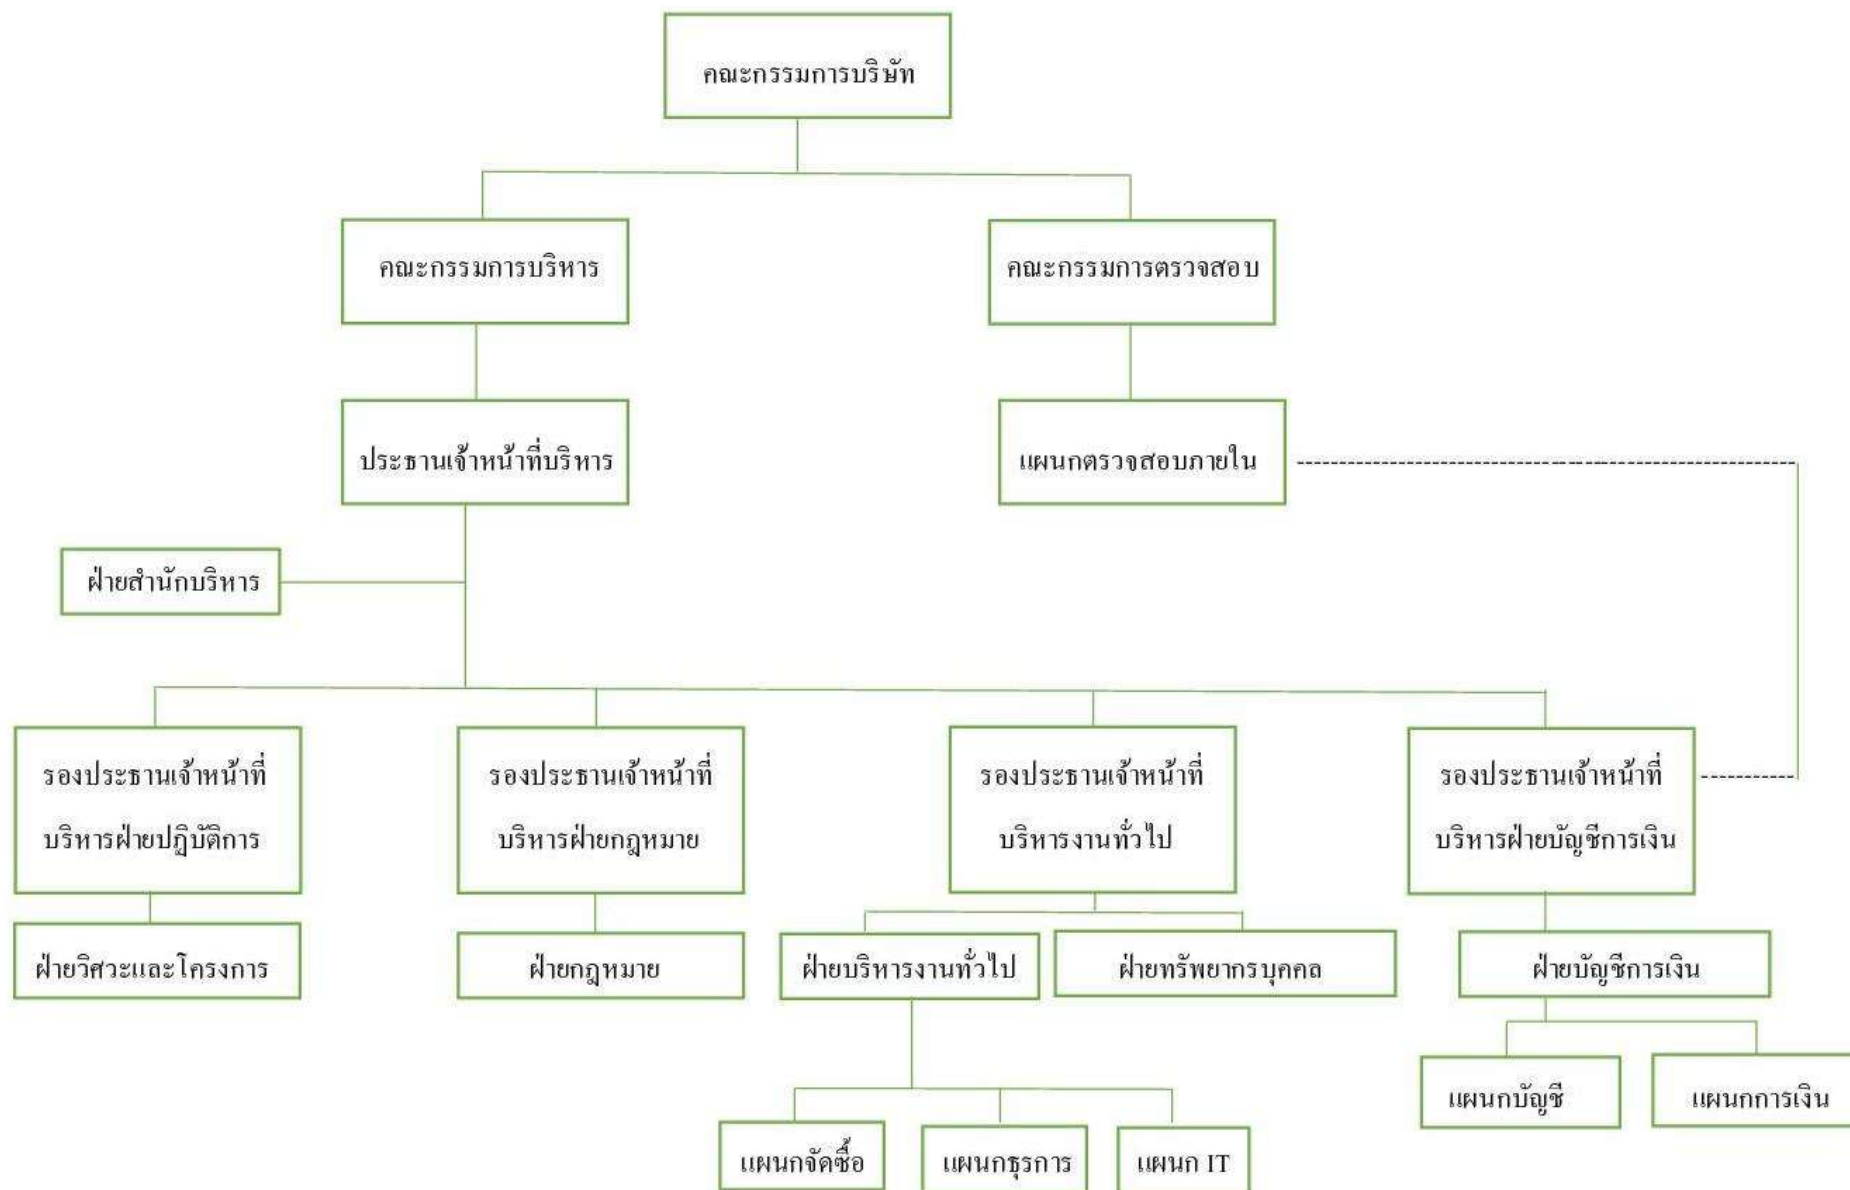 คณะกรรมการบริษัท
คณะกรรมการบริหาร
คณะกรรมการตรวจสอบ
ประธานเจ้าหน้าที่บริหาร
แผนกตรวจสอบภายใน
ฝ่ายสำนักบริหาร
รองประธานเจ้าหน้าที่
บริหารฝ่ายปฏิบัติการ
รองประธานเจ้าหน้าที่
บริหารฝ่ายกฎหมาย
รองประธานเจ้าหน้าที่
บริหารงานทั่วไป
รองประธานเจ้าหน้าที่
บริหารฝ่ายบัญชีการเงิน
ฝ่ายวิศวะและโครงการ
ฝ่ายกฎหมาย
ฝ่ายบริหารงานทั่วไป
ฝ่ายทรัพยากรบุคคล
ฝ่ายบัญชีการเงิน
แผนกบัญชี
แผนกการเงิน
แผนกจัดซื้อ
แผนกธุรการ
แผนก IT